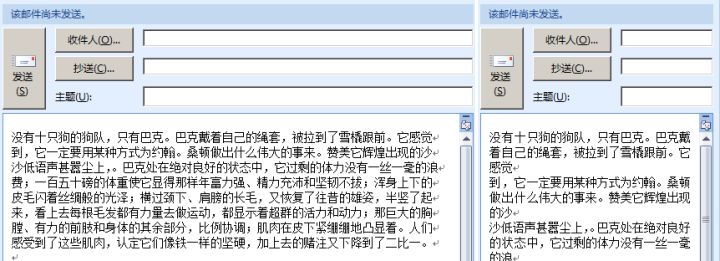 该邮件尚未发送。
发送(S)
收件人(O)...
抄送(C)...
主题(U):
没有十只狗的狗队，只有巴克。巴克戴着自己的绳套，被拉到了雪橇跟前。它感觉
到，它一定要用某种方式为约翰。桑顿做出什么伟大的事来。赞美它辉煌出现的沙
沙低语声甚嚣尘上，。巴克处在绝对良好的状态中，它过剩的体力没有一丝一毫的浪
费；一百五十磅的体重使它显得那样年富力强、精力充沛和坚韧不拔；浑身上下的
皮毛闪着丝绸般的光泽；横过颈下、肩膀的长毛，又恢复了往昔的雄姿，半竖了起
来，看上去每根毛发都有力量去做运动，都显示着超群的活力和动力；那巨大的胸
膛、有力的前肢和身体的其余部分，比例协调；肌肉在皮下紧绷绷地凸显着。人们
感受到了这些肌肉，认定它们像铁一样的坚硬，加上去的赌注又下降到了二比一。
该邮件尚未发送。
发送(S)
收件人(O)...
抄送(C)...
主题(U):
没有十只狗的狗队，只有巴克。巴克戴
着自己的绳套，被拉到了雪橇跟前。它
感觉
到，它一定要用某种方式为约翰。桑顿
做出什么伟大的事来。赞美它辉煌出现
的沙
沙低语声甚嚣尘上，。巴克处在绝对良好
的状态中，它过剩的体力没有一丝一毫
的浪